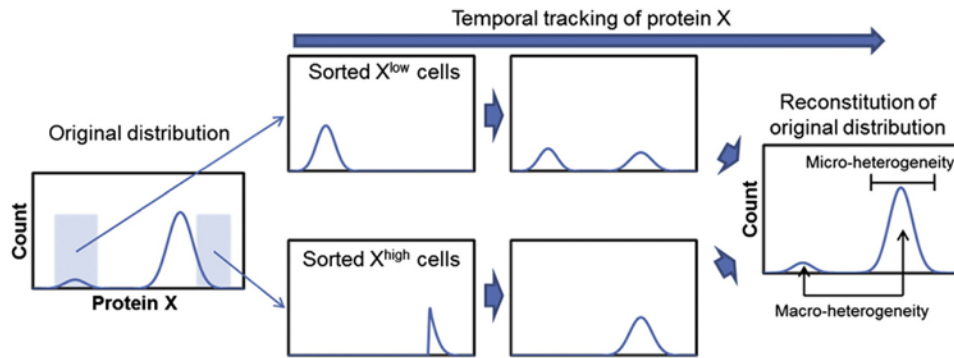 Temporal tracking of protein X
Original distribution
Count
Protein X
Sorted X^low cells
Sorted X^high cells
Reconstitution of
original distribution
Micro-heterogeneity
Count
Macro-heterogeneity